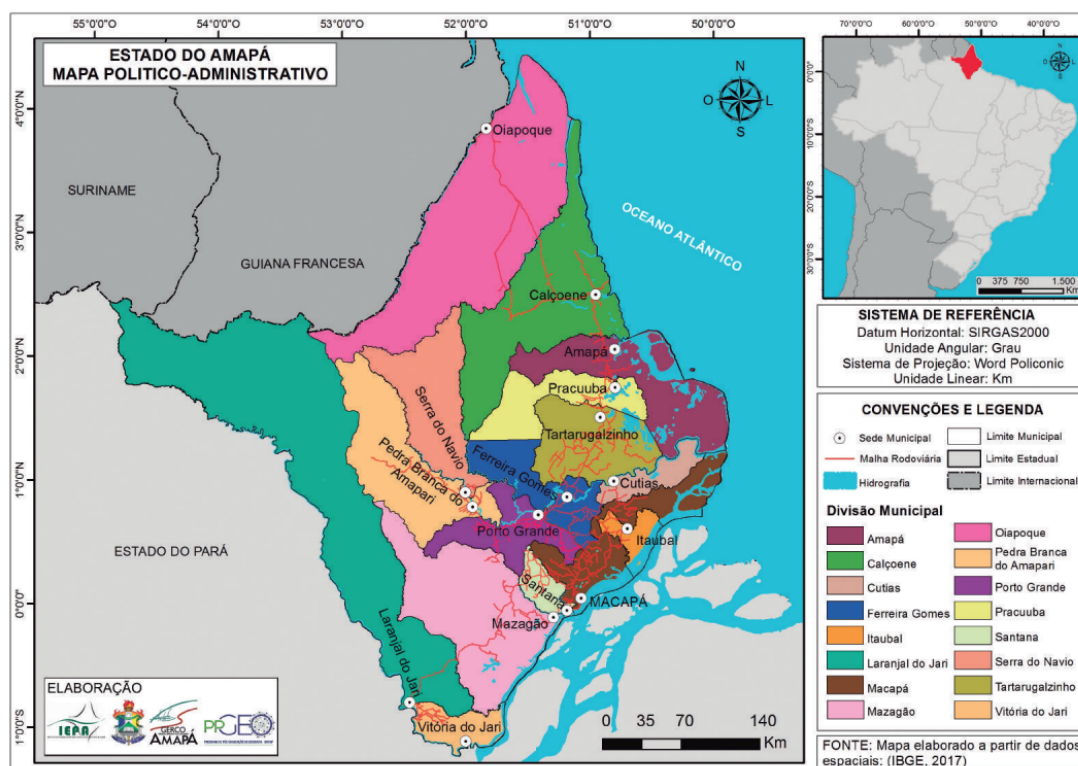 55°0'0"O 54°0'0"O 53°0'0"O 52°0'0"O 51°0'0"O 50°0'0"O
ESTADO DO AMAPÁ
MAPA POLITICO-ADMINISTRATIVO
4°0'0"N
3°0'0"N
2°0'0"N
1°0'0"N
0°0'0"N
1°0'0"S
N
O
L
S
Oiapoque
SURINAME
GUIANA FRANCESA
OCEANO ATLÂNTICO
Calçoene
Amapá
Pracuuba
Serra do Navio
Tartarugalzinho
Pedra Branca do
Amapari
Ferreira Gomes
Cutias
Porto Grande
Itaubal
ESTADO DO PARÁ
Santana
MACAPÁ
Mazagão
Laranjal do Jari
Vitória do Jari
ELABORAÇÃO
IEPA
GERCO
AMAPÁ
0 35 70 140
Km
70°0'0"O 60°0'0"O 50°0'0"O 40°0'0"O
0°0'0"
10°0'0"S
20°0'0"S
30°0'0"S
N
O
L
S
0 375 750 1.500
Km
SISTEMA DE REFERÊNCIA
Datum Horizontal: SIRGAS2000
Unidade Angular: Grau
Sistema de Projeção: Word Policonic
Unidade Linear: Km
CONVENÇÕES E LEGENDA
Sede Municipal
Limite Municipal
Malha Rodoviária
Limite Estadual
Hidrografia
Limite Internacional
Divisão Municipal
Amapá
Oiapoque
Calçoene
Pedra Branca
do Amapari
Cutias
Porto Grande
Ferreira Gomes
Pracuuba
Itaubal
Santana
Laranjal do Jari
Serra do Navio
Macapá
Tartarugalzinho
Mazagão
Vitória do Jari
FONTE: Mapa elaborado a partir de dados
espaciais: (IBGE, 2017)